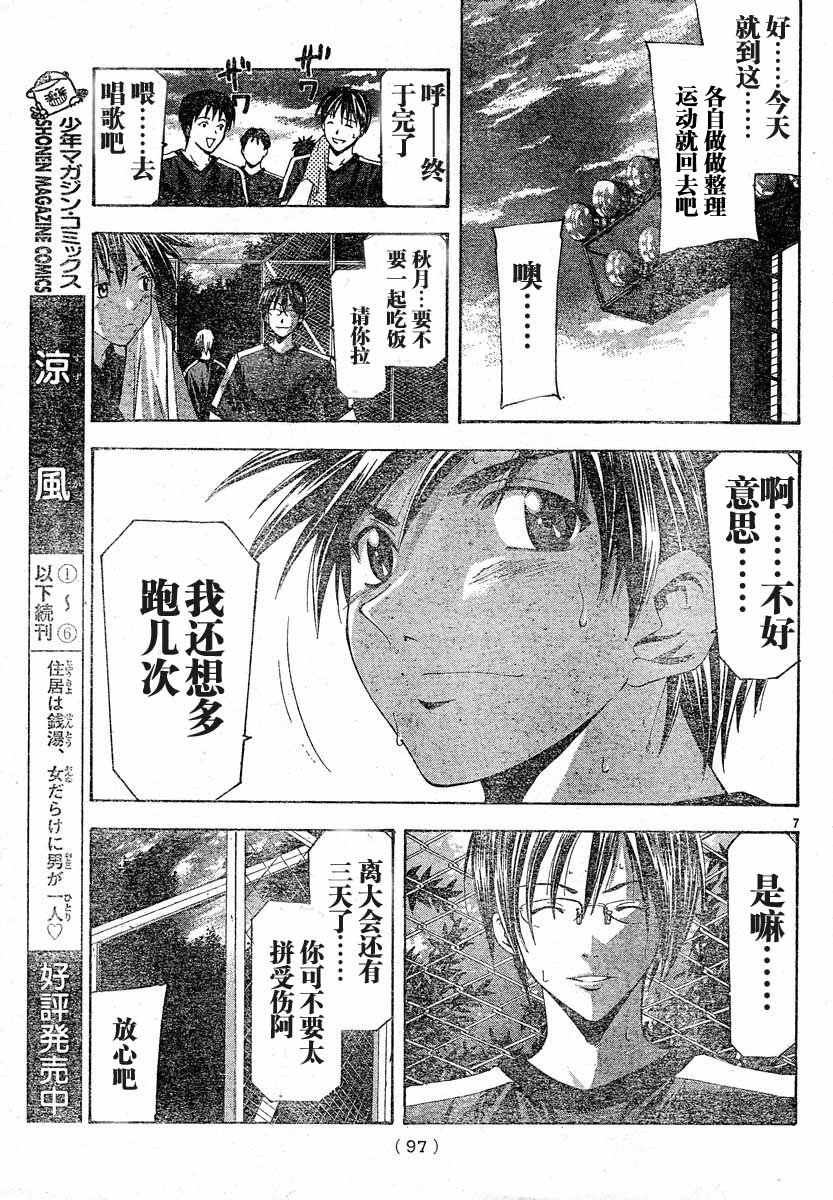 好……今天
就到这……
各自做做整理
运动就回去吧
噢……
呼——终
于完了
喂……去
唱歌吧
ザワ
ザワ
秋月…要不
要一起吃饭
请你拉
啊……不好
意思……
我还想多
跑几次
7
是嘛……
离大会还有
三天了……
你可不要太
拼受伤阿
放心吧
少年マガジン・コミックス
SHONEN MAGAZINE COMICS
涼風
すずか
①～⑥
以下続刊
住居は銭湯、女だらけに男が一人♡
好評発売中
(97)